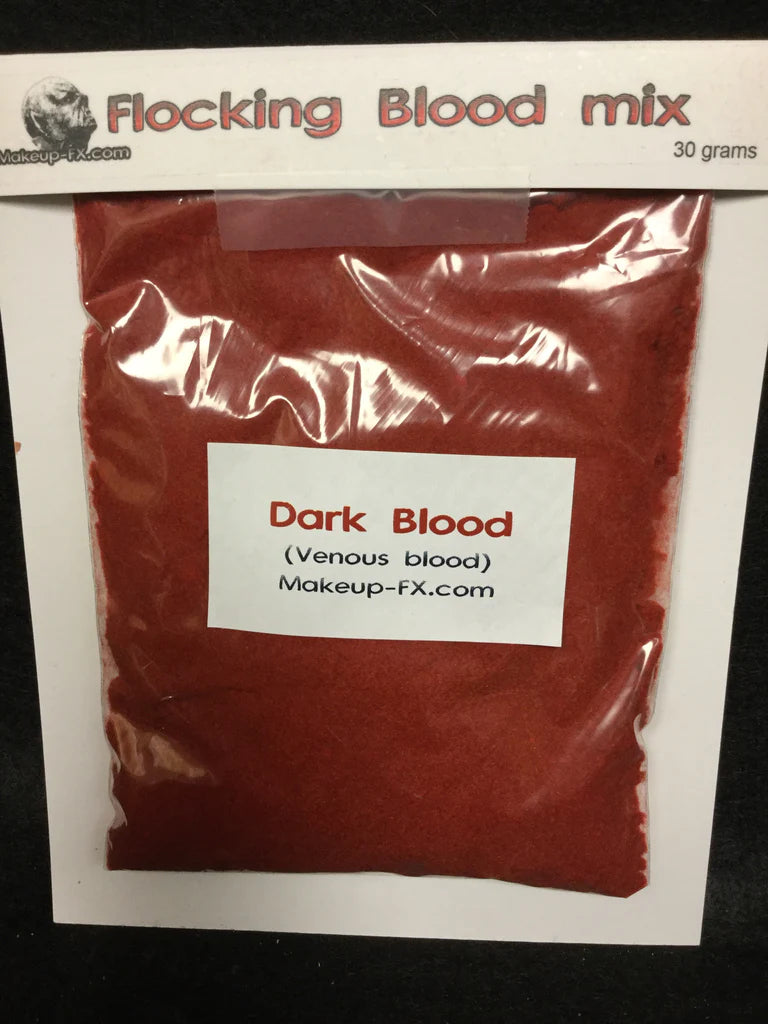 Flocking Blood mix
Makeup-FX.com
30 grams
Dark Blood
(Venous blood)
Makeup-FX.com